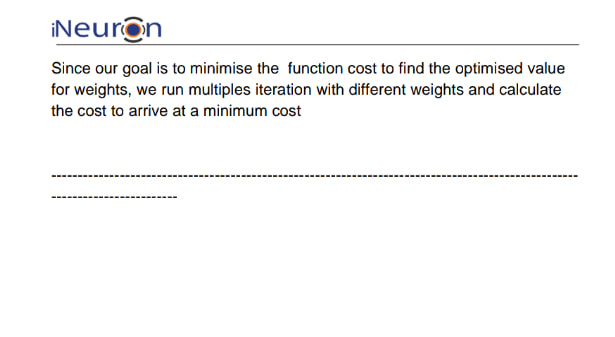 iNeuron
Since our goal is to minimise the  function cost to find the optimised value
for weights, we run multiples iteration with different weights and calculate
the cost to arrive at a minimum cost
-----------------------------------------------------------------------------------------------------
------------------------